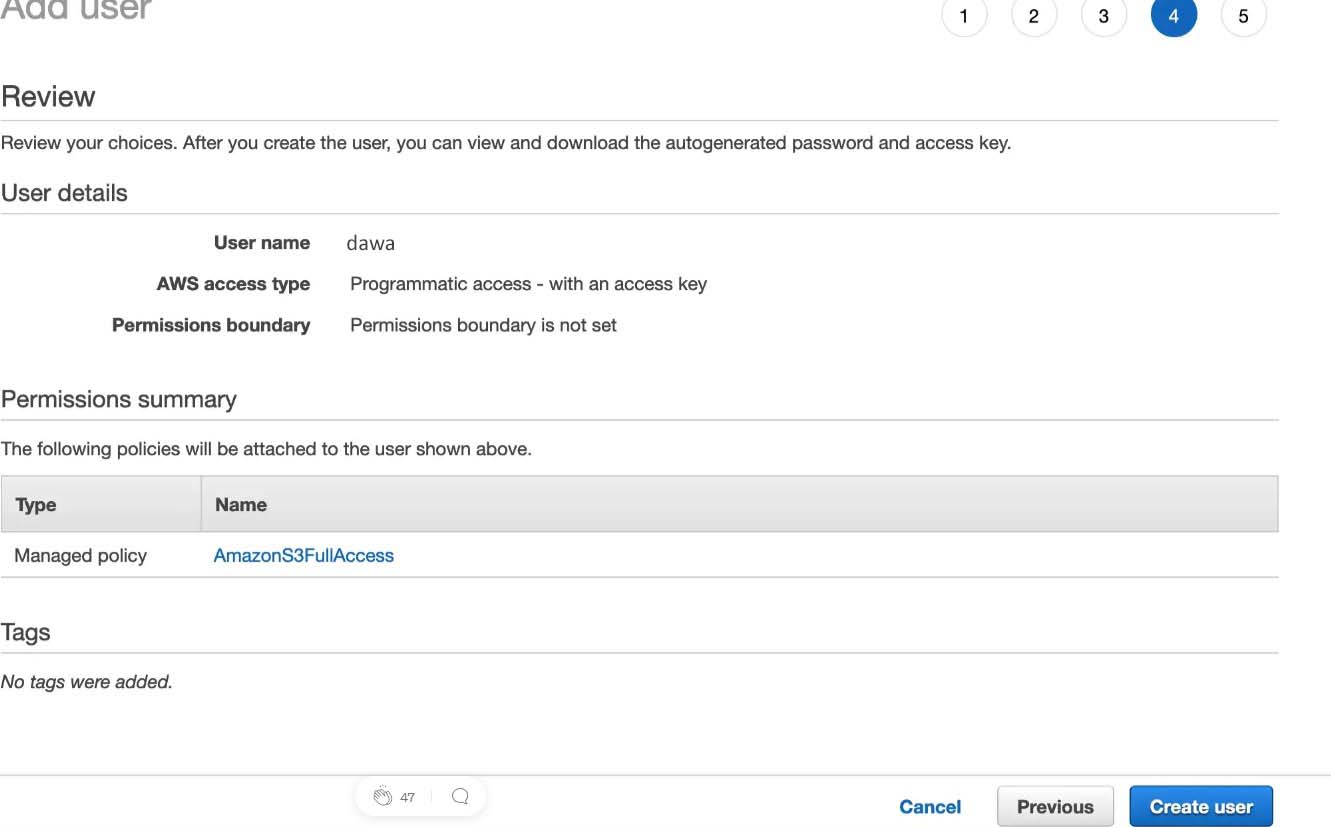 Add user
1 2 3 4 5
Review
Review your choices. After you create the user, you can view and download the autogenerated password and access key.
User details
User name dawa
AWS access type Programmatic access - with an access key
Permissions boundary Permissions boundary is not set
Permissions summary
The following policies will be attached to the user shown above.
Type Name
Managed policy AmazonS3FullAccess
Tags
No tags were added.
47
Cancel Previous Create user